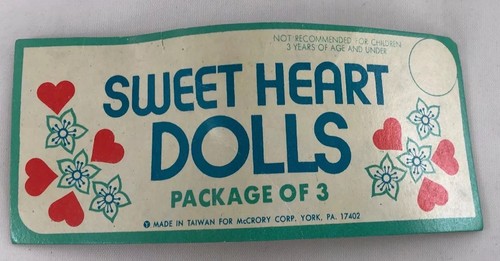 NOT RECOMMENDED FOR CHILDREN
3 YEARS OF AGE AND UNDER
SWEET HEART
DOLLS
PACKAGE OF 3
MADE IN TAIWAN FOR McCRORY CORP. YORK, PA. 17402